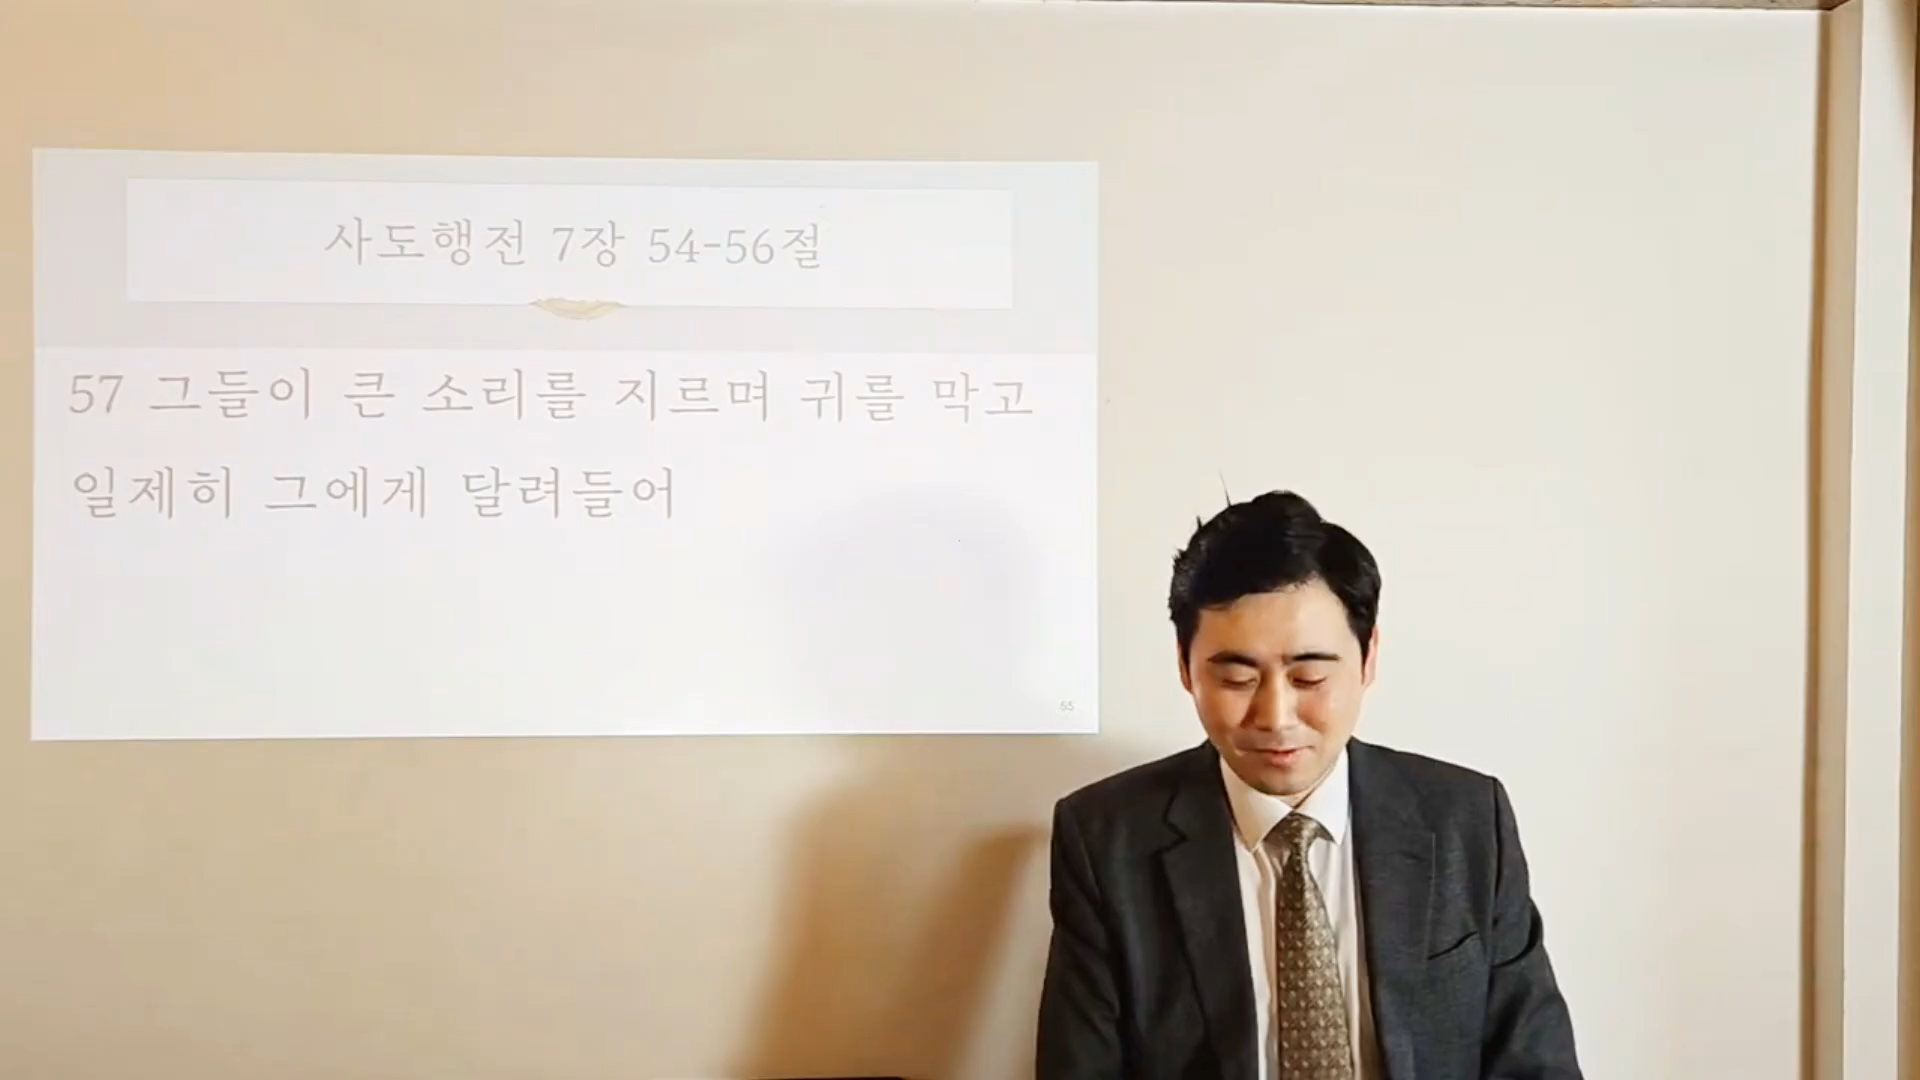 사도행전 7장 54-56절
57 그들이 큰 소리를 지르며 귀를 막고
일제히 그에게 달려들어
55